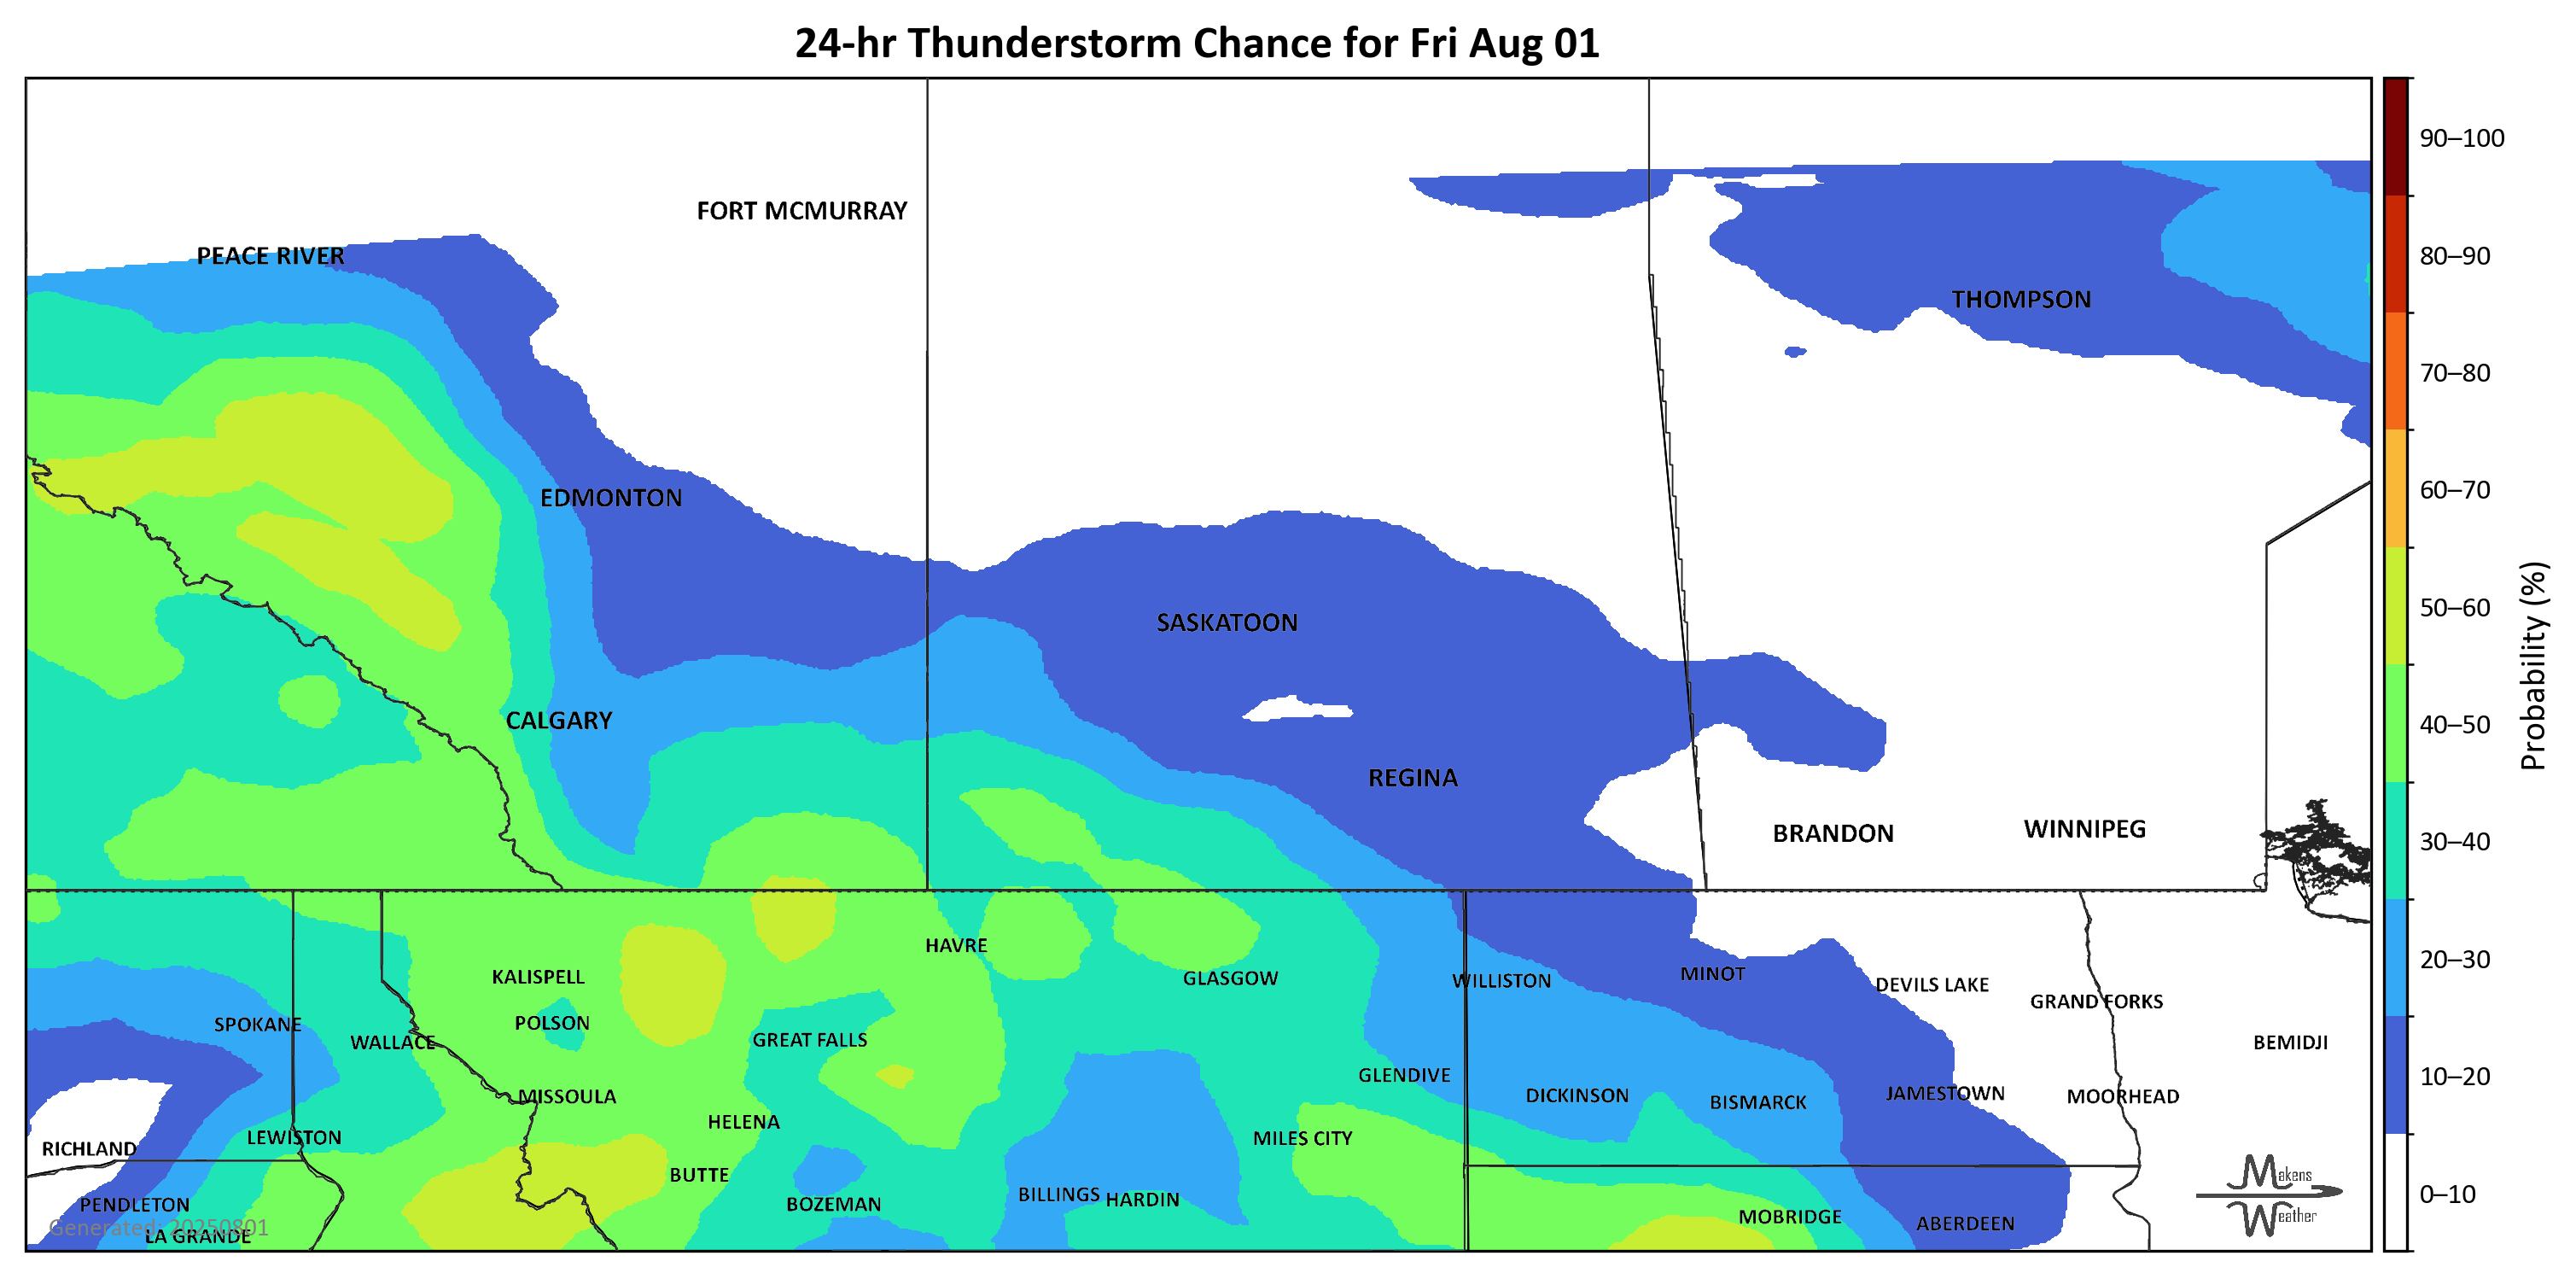 24-hr Thunderstorm Chance for Fri Aug 01
90–100
FORT MCMURRAY
PEACE RIVER
80–90
THOMPSON
70–80
60–70
EDMONTON
50–60
SASKATOON
Probability (%)
CALGARY
40–50
REGINA
BRANDON
WINNIPEG
30–40
HAVRE
KALISPELL
GLASGOW
WILLISTON
MINOT
20–30
DEVILS LAKE
GRAND FORKS
SPOKANE
POLSON
WALLACE
GREAT FALLS
BEMIDJI
GLENDIVE
10–20
MISSOULA
DICKINSON
BISMARCK
JAMESTOWN
MOORHEAD
HELENA
LEWISTON
MILES CITY
RICHLAND
BUTTE
Makens
Weather
0–10
PENDLETON
BOZEMAN
BILLINGS
HARDIN
MOBRIDGE
ABERDEEN
Generated: 20250801
LA GRANDE